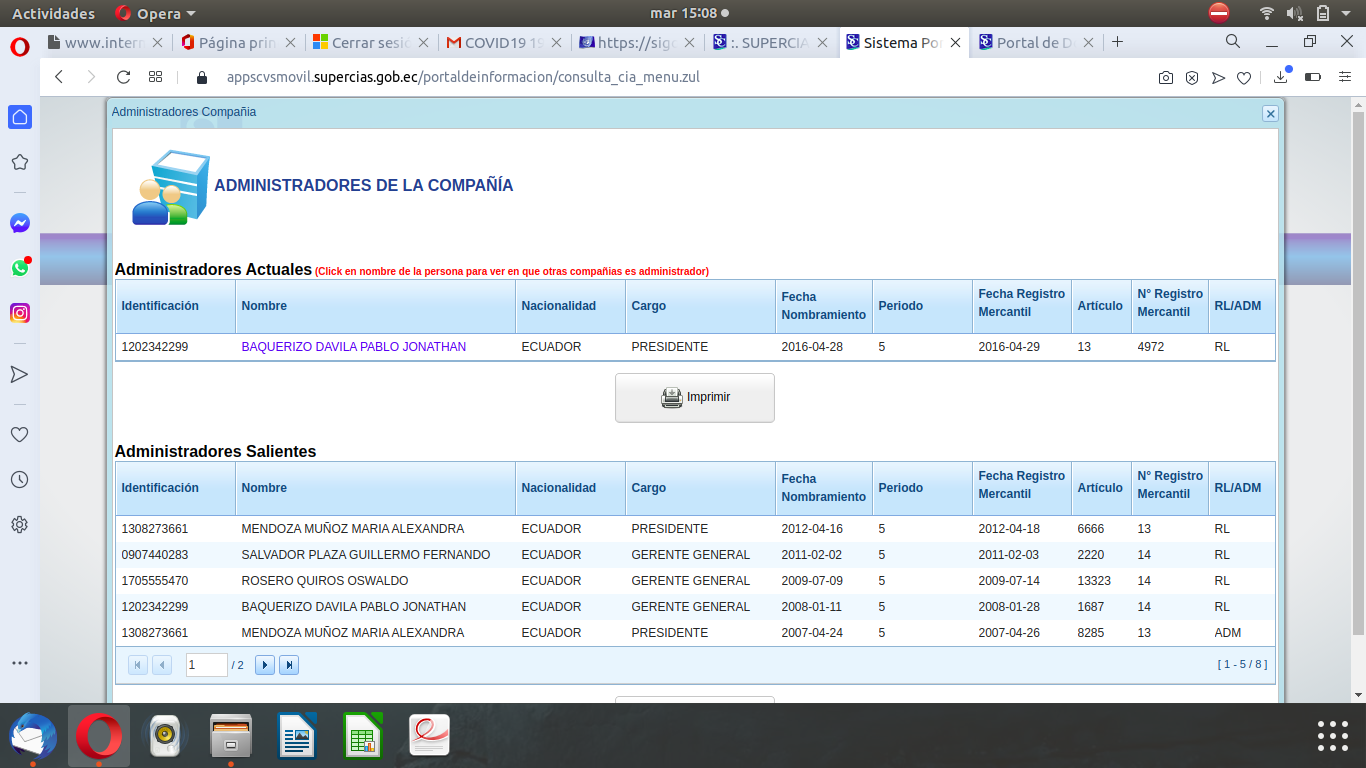 Actividades Opera mar 15:08
www.intern Página prin Cerrar sesió COVID19 19 https://sigc :. SUPERCIA Sistema Por Portal de D
appscvsmovil.supercias.gob.ec/portaldeinformacion/consulta_cia_menu.zul
Administradores Compañia
ADMINISTRADORES DE LA COMPAÑÍA
Administradores Actuales (Click en nombre de la persona para ver en que otras compañias es administrador)
Identificación Nombre Nacionalidad Cargo Fecha Nombramiento Periodo Fecha Registro Mercantil Artículo N° Registro Mercantil RL/ADM
1202342299 BAQUERIZO DAVILA PABLO JONATHAN ECUADOR PRESIDENTE 2016-04-28 5 2016-04-29 13 4972 RL
Imprimir
Administradores Salientes
Identificación Nombre Nacionalidad Cargo Fecha Nombramiento Periodo Fecha Registro Mercantil Artículo N° Registro Mercantil RL/ADM
1308273661 MENDOZA MUÑOZ MARIA ALEXANDRA ECUADOR PRESIDENTE 2012-04-16 5 2012-04-18 6666 13 RL
0907440283 SALVADOR PLAZA GUILLERMO FERNANDO ECUADOR GERENTE GENERAL 2011-02-02 5 2011-02-03 2220 14 RL
1705555470 ROSERO QUIROS OSWALDO ECUADOR GERENTE GENERAL 2009-07-09 5 2009-07-14 13323 14 RL
1202342299 BAQUERIZO DAVILA PABLO JONATHAN ECUADOR GERENTE GENERAL 2008-01-11 5 2008-01-28 1687 14 RL
1308273661 MENDOZA MUÑOZ MARIA ALEXANDRA ECUADOR PRESIDENTE 2007-04-24 5 2007-04-26 8285 13 ADM
1 / 2 [ 1 - 5 / 8 ]